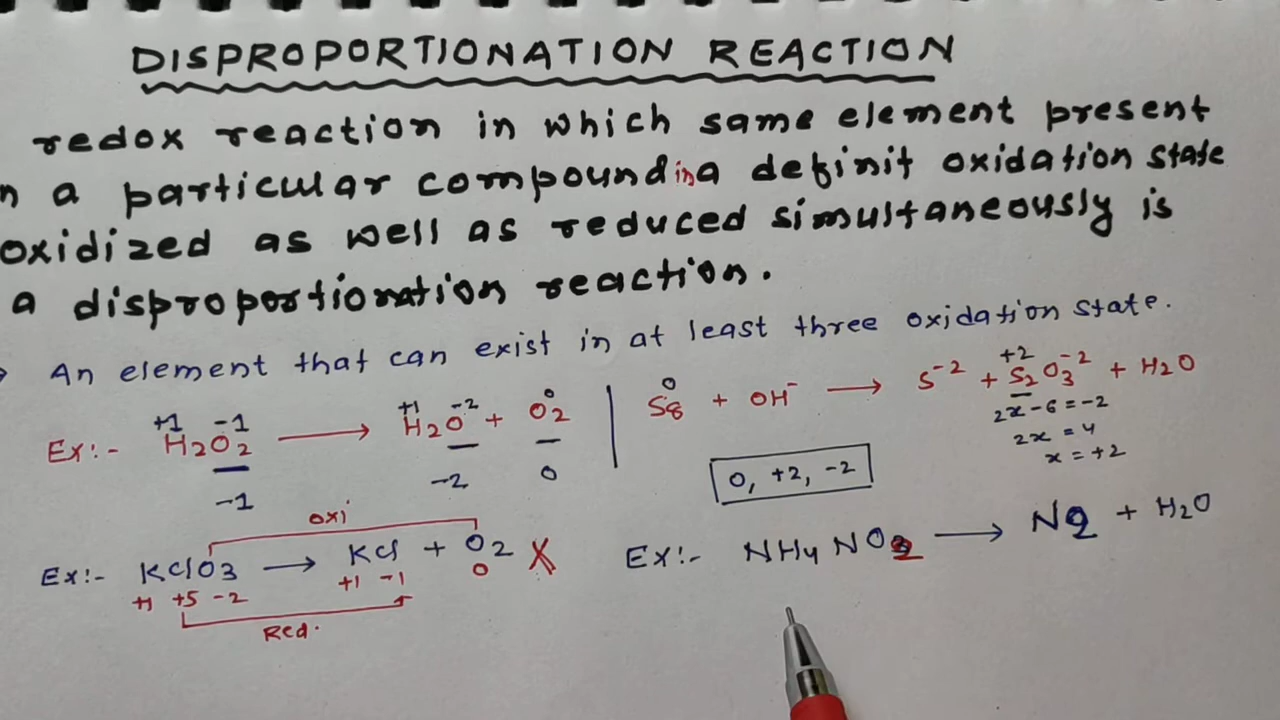 DISPROPORTIONATION REACTION
redox reaction in which same element present
n a particular compound in a definit oxidation state
oxidized as well as reduced simultaneously is
a disproportionation reaction.
An element that can exist in at least three oxidation state.
+1 -1 +1 -2 0 0 +2
Ex:- H2O2 → H2O + O2 | S8 + OH⁻ → S⁻² + S2O3⁻² + H2O
-1 -2 0
2x-6=-2
2x = 4
x = +2
0, +2, -2
oxi
Ex:- KClO3 → KCl + O2 X
+1 +5 -2 +1 -1 0
Red.
Ex:- NH4NO2 → N2 + H2O